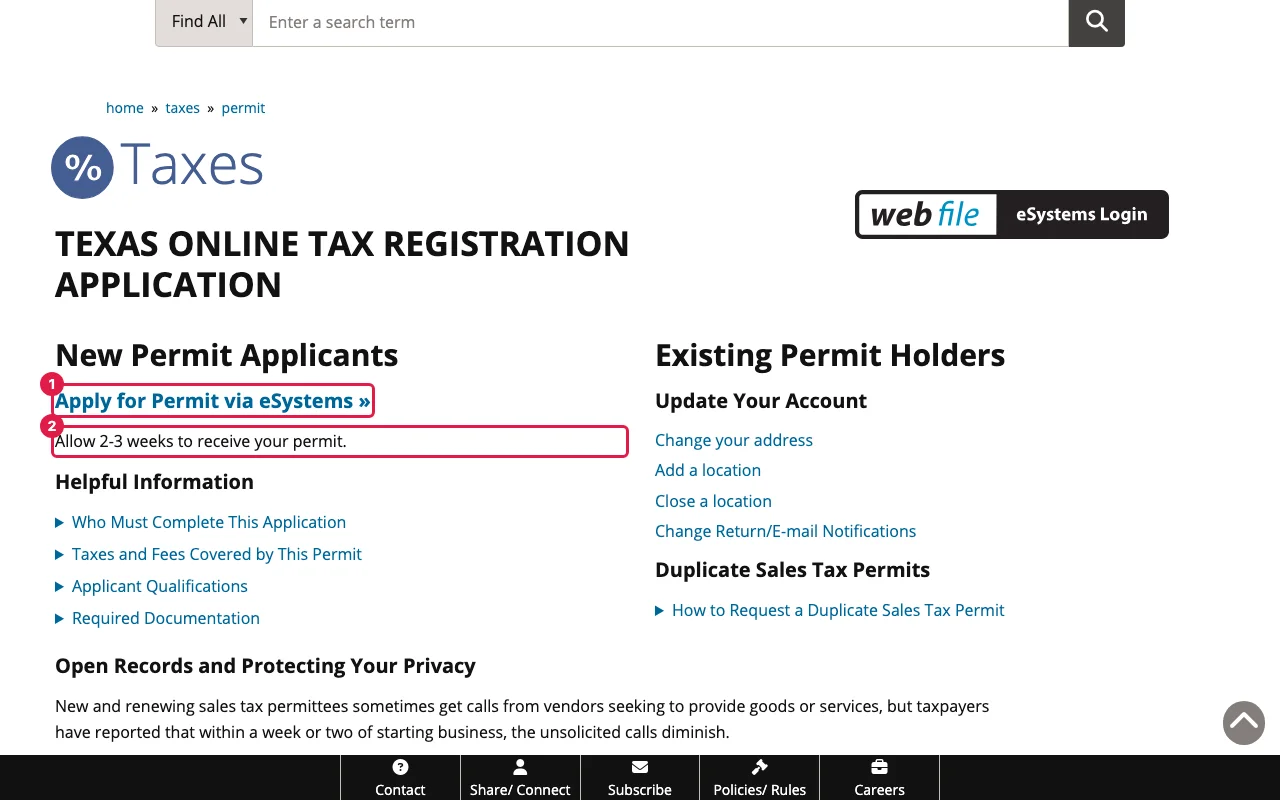 Find All
Enter a search term
home » taxes » permit
% Taxes
web file eSystems Login
TEXAS ONLINE TAX REGISTRATION
APPLICATION
New Permit Applicants
1
Apply for Permit via eSystems »
2
Allow 2-3 weeks to receive your permit.
Helpful Information
Who Must Complete This Application
Taxes and Fees Covered by This Permit
Applicant Qualifications
Required Documentation
Existing Permit Holders
Update Your Account
Change your address
Add a location
Close a location
Change Return/E-mail Notifications
Duplicate Sales Tax Permits
How to Request a Duplicate Sales Tax Permit
Open Records and Protecting Your Privacy
New and renewing sales tax permittees sometimes get calls from vendors seeking to provide goods or services, but taxpayers
have reported that within a week or two of starting business, the unsolicited calls diminish.
Contact
Share/ Connect
Subscribe
Policies/ Rules
Careers